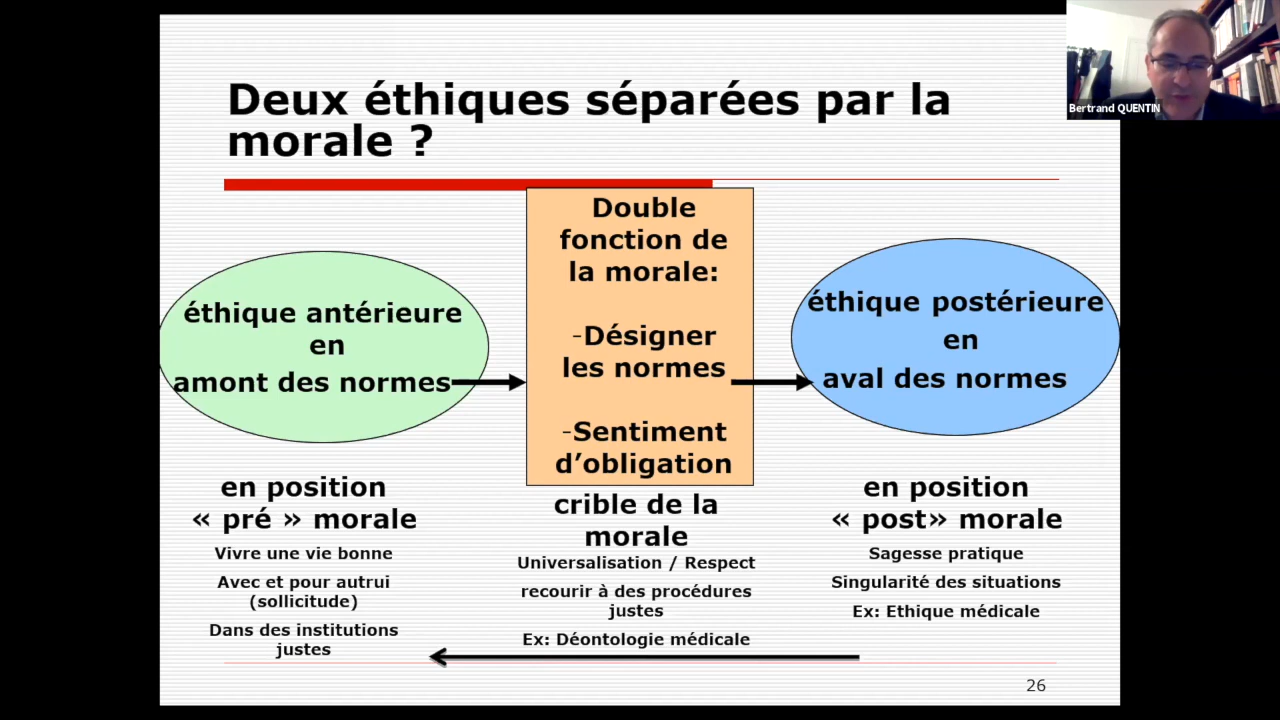 Deux éthiques séparées par la
morale ?
Bertrand QUENTIN
éthique antérieure
en
amont des normes
Double
fonction de
la morale:
-Désigner
les normes
-Sentiment
d’obligation
éthique postérieure
en
aval des normes
en position
« pré » morale
Vivre une vie bonne
Avec et pour autrui
(sollicitude)
Dans des institutions
justes
crible de la
morale
Universalisation / Respect
recourir à des procédures
justes
Ex: Déontologie médicale
en position
« post» morale
Sagesse pratique
Singularité des situations
Ex: Ethique médicale
26